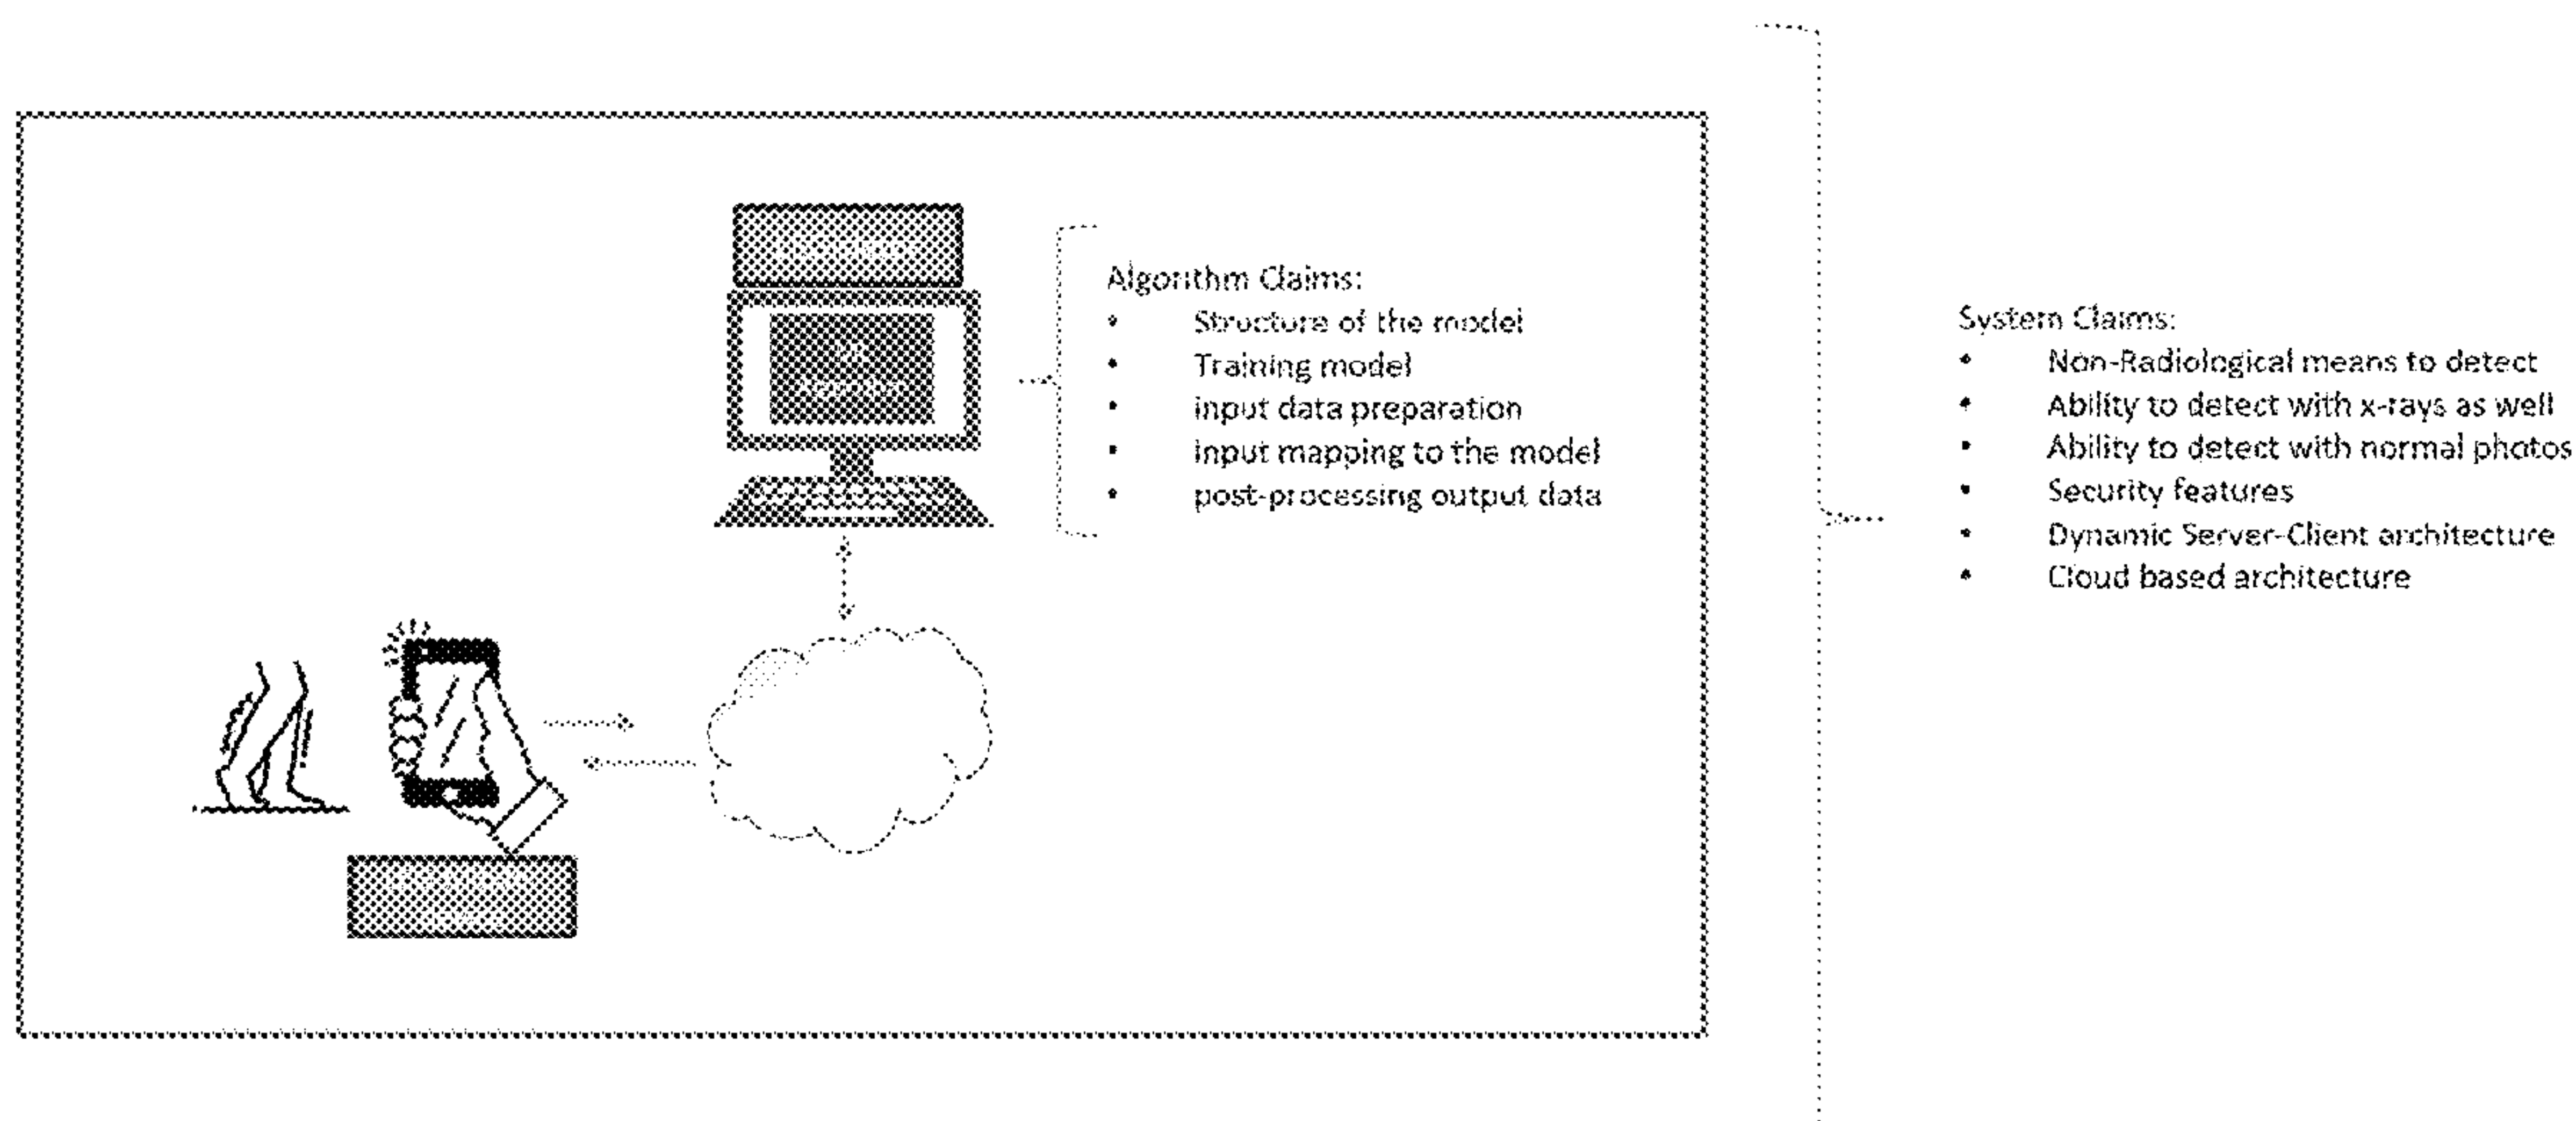 Algorithm Claims:
• Structure of the model
• Training model
• input data preparation
• input mapping to the model
• post-processing output data
System Claims:
• Non-Radiological means to detect
• Ability to detect with x-rays as well
• Ability to detect with normal photos
• Security features
• Dynamic Server-Client architecture
• Cloud based architecture